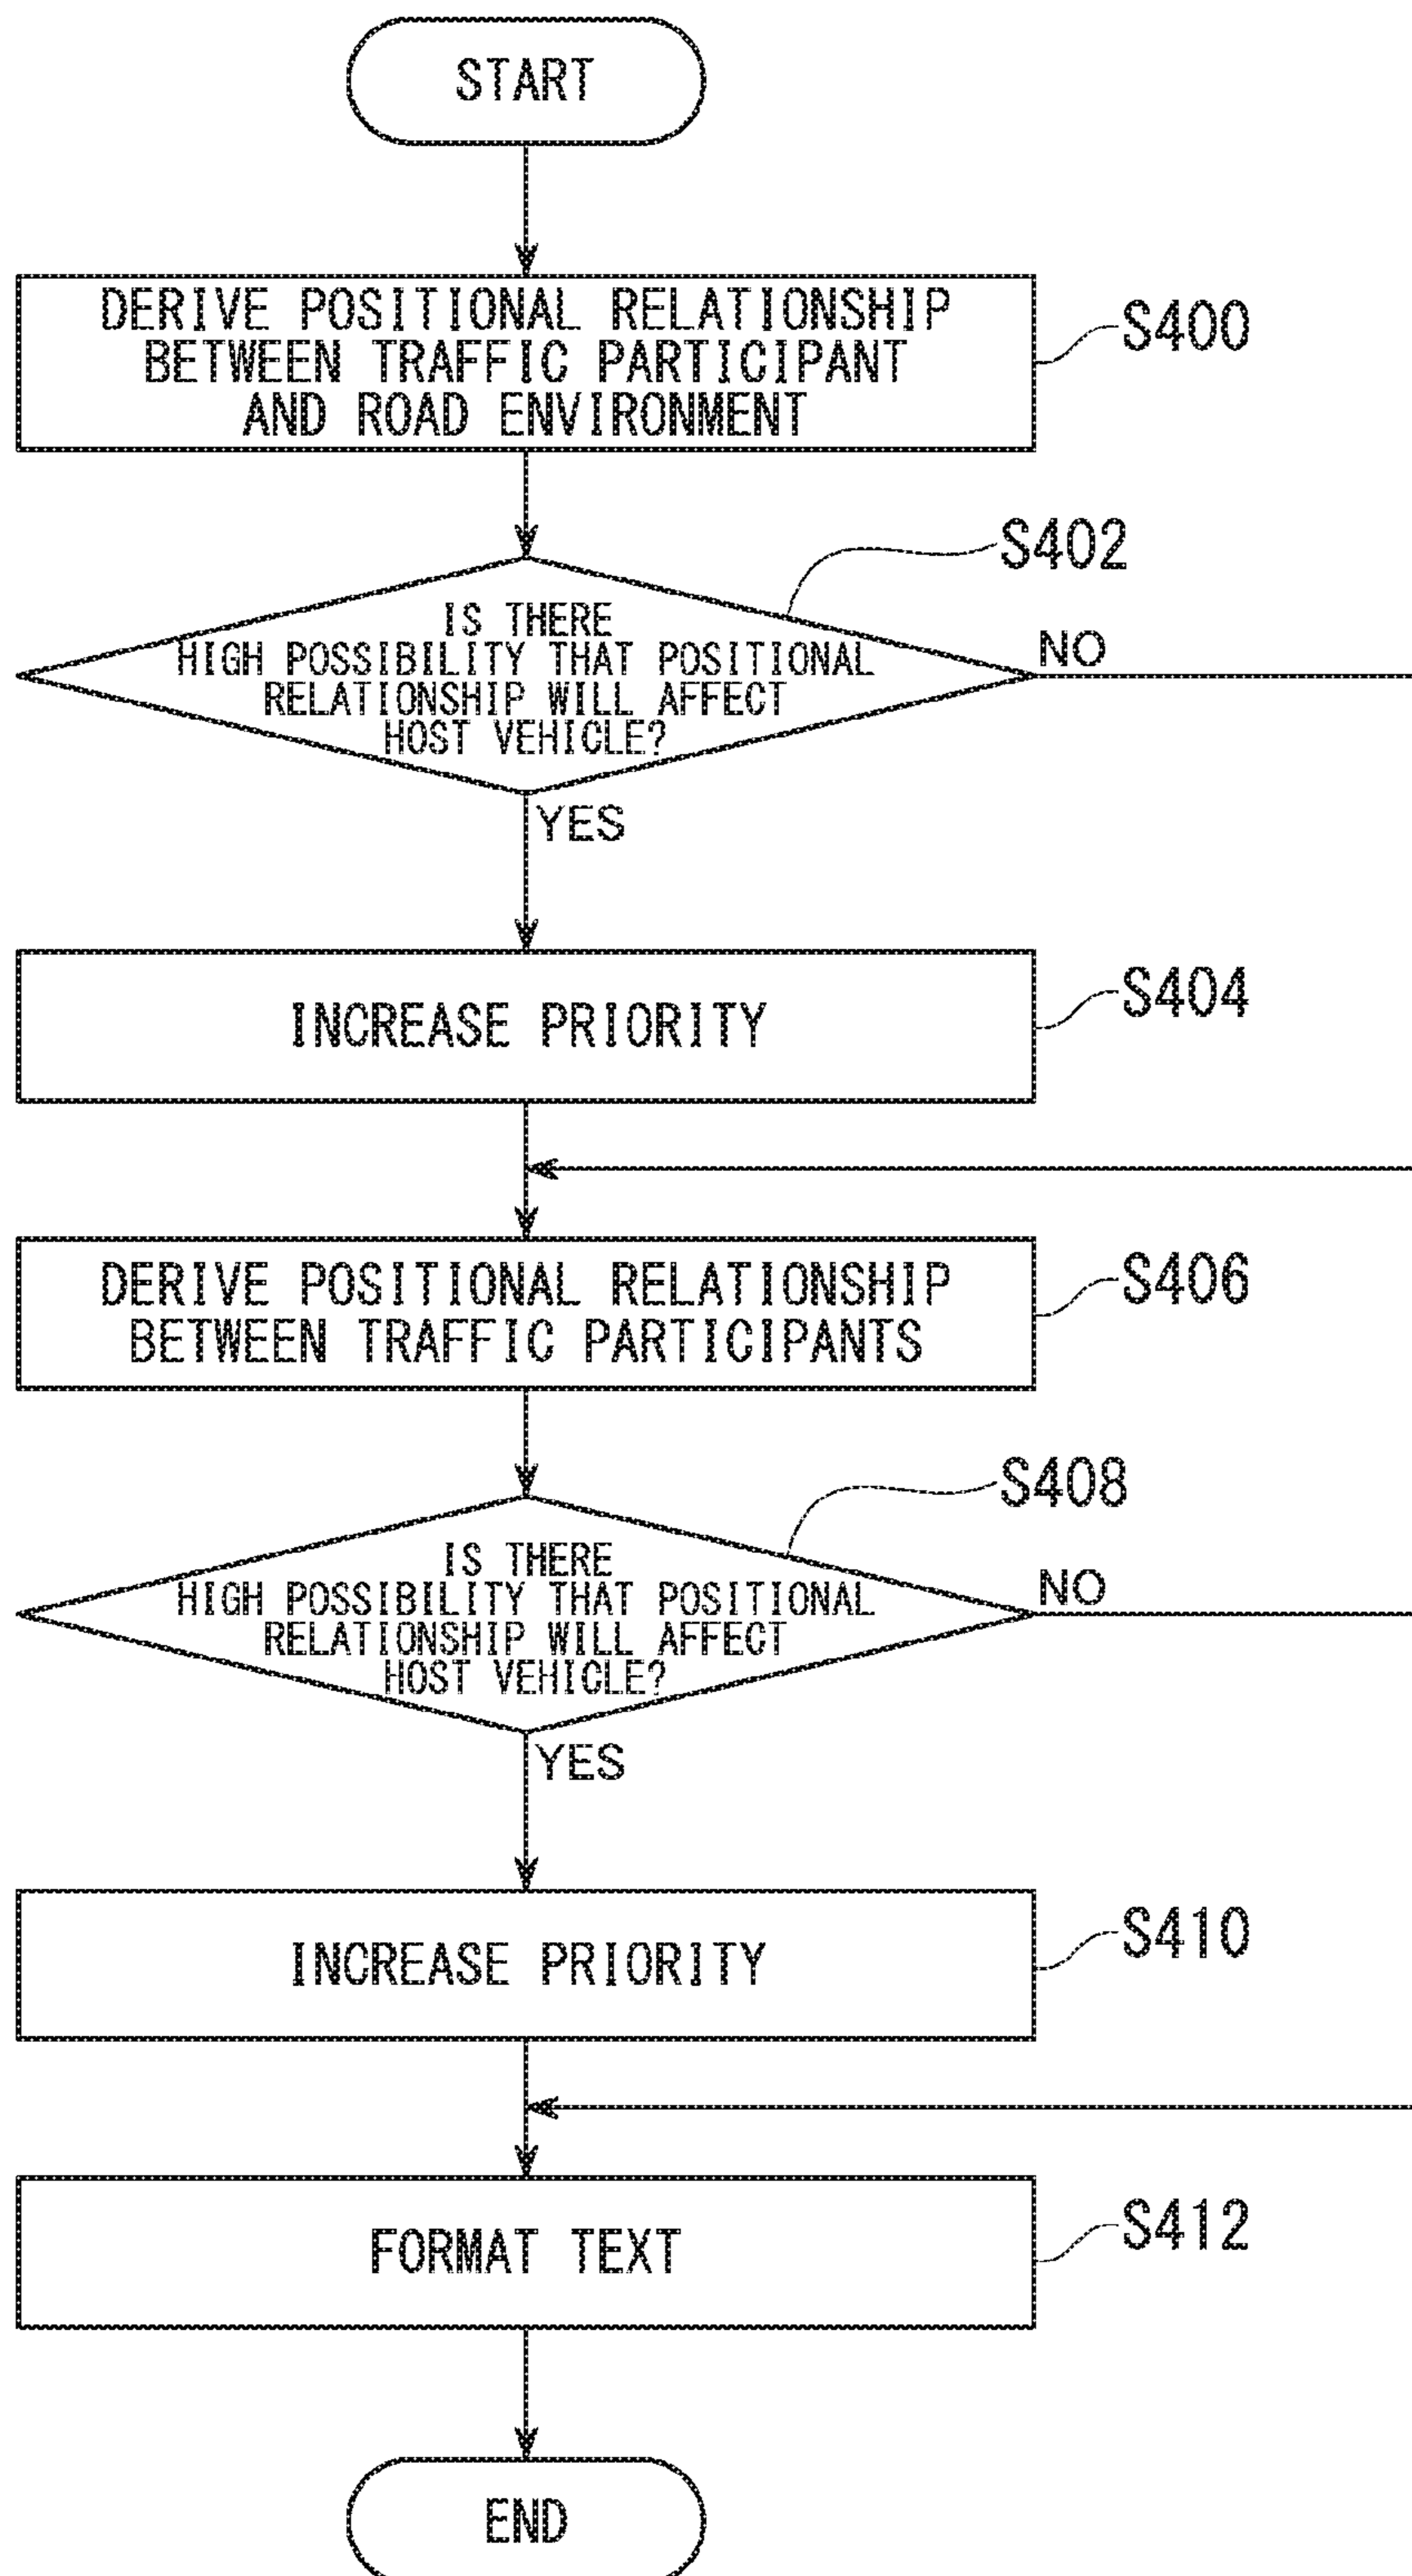 START
DERIVE POSITIONAL RELATIONSHIP
BETWEEN TRAFFIC PARTICIPANT
AND ROAD ENVIRONMENT
S400
S402
IS THERE
HIGH POSSIBILITY THAT POSITIONAL
RELATIONSHIP WILL AFFECT
HOST VEHICLE?
NO
YES
INCREASE PRIORITY
S404
DERIVE POSITIONAL RELATIONSHIP
BETWEEN TRAFFIC PARTICIPANTS
S406
S408
IS THERE
HIGH POSSIBILITY THAT POSITIONAL
RELATIONSHIP WILL AFFECT
HOST VEHICLE?
NO
YES
INCREASE PRIORITY
S410
FORMAT TEXT
S412
END